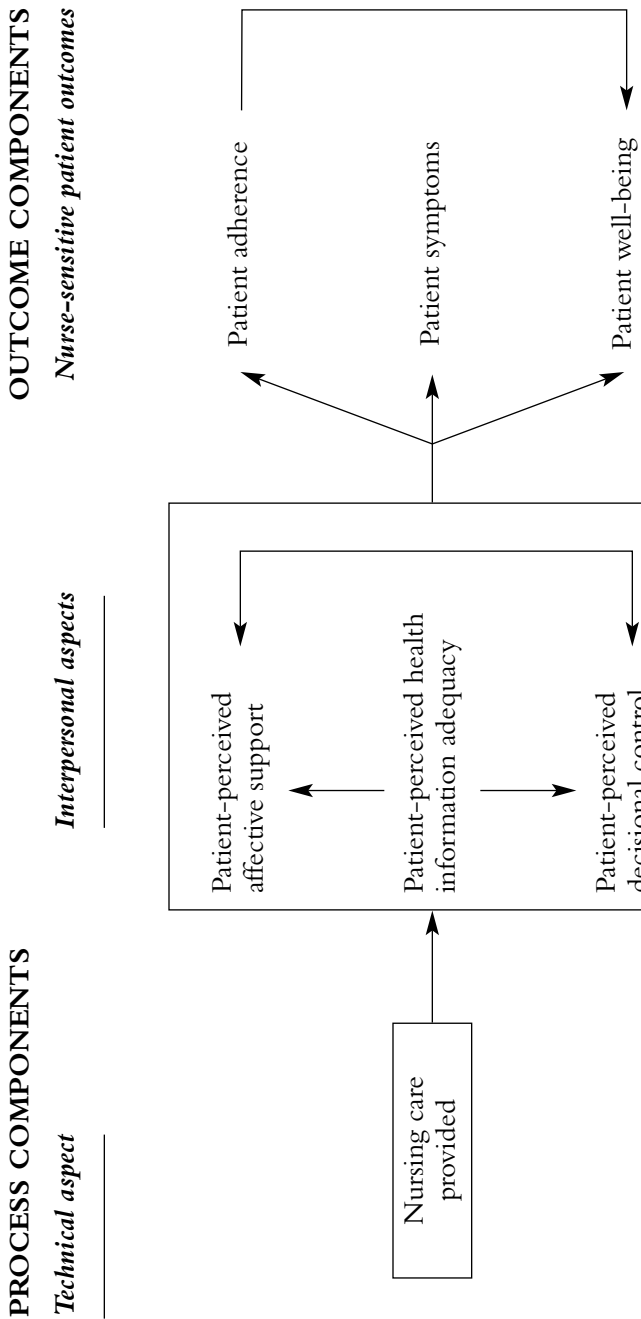 PROCESS COMPONENTS
Technical aspect
Nursing care
provided
Interpersonal aspects
Patient-perceived
affective support
Patient-perceived health
information adequacy
Patient-perceived
decisional control
OUTCOME COMPONENTS
Nurse-sensitive patient outcomes
Patient adherence
Patient symptoms
Patient well-being